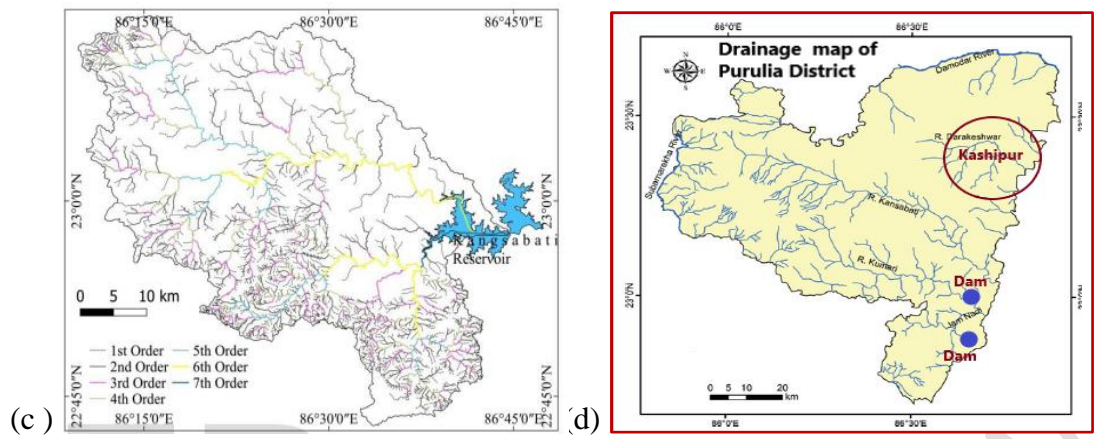 86°15'0"E 86°30'0"E 86°45'0"E
23°0'0"N
23°0'0"N
Kangsabati
Reservoir
0 5 10 km
1st Order
2nd Order
3rd Order
4th Order
5th Order
6th Order
7th Order
22°45'0"N
22°45'0"N
86°15'0"E 86°30'0"E 86°45'0"E
(c )
86°0'E 86°30'E
Drainage map of
Purulia District
N
W E
S
Damodar River
23°30'N
R. Darakeshwar
Kashipur
Subarnarekha River
R. Kansabati
R. Kumari
Dam
23°0'N
Jam Nadi
Dam
0 5 10 20
km
86°0'E 86°30'E
(d)